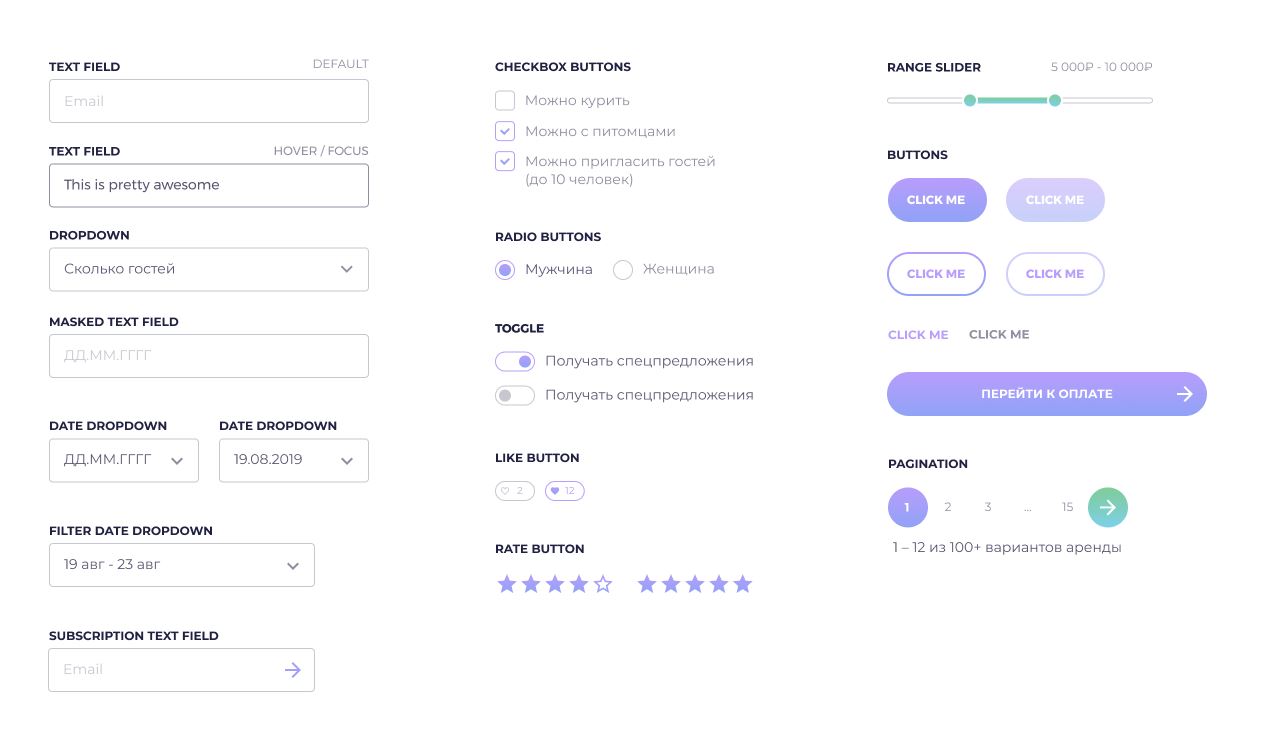 TEXT FIELD
DEFAULT
Email
TEXT FIELD
HOVER / FOCUS
This is pretty awesome
DROPDOWN
Сколько гостей
MASKED TEXT FIELD
ДД.ММ.ГГГГ
DATE DROPDOWN
DATE DROPDOWN
ДД.ММ.ГГГГ
19.08.2019
FILTER DATE DROPDOWN
19 авг - 23 авг
SUBSCRIPTION TEXT FIELD
Email
CHECKBOX BUTTONS
Можно курить
Можно с питомцами
Можно пригласить гостей
(до 10 человек)
RADIO BUTTONS
Мужчина
Женщина
TOGGLE
Получать спецпредложения
Получать спецпредложения
LIKE BUTTON
2
12
RATE BUTTON
RANGE SLIDER
5 000₽ - 10 000₽
BUTTONS
CLICK ME
CLICK ME
CLICK ME
CLICK ME
CLICK ME
CLICK ME
ПЕРЕЙТИ К ОПЛАТЕ
PAGINATION
1 2 3 ... 15
1 – 12 из 100+ вариантов аренды